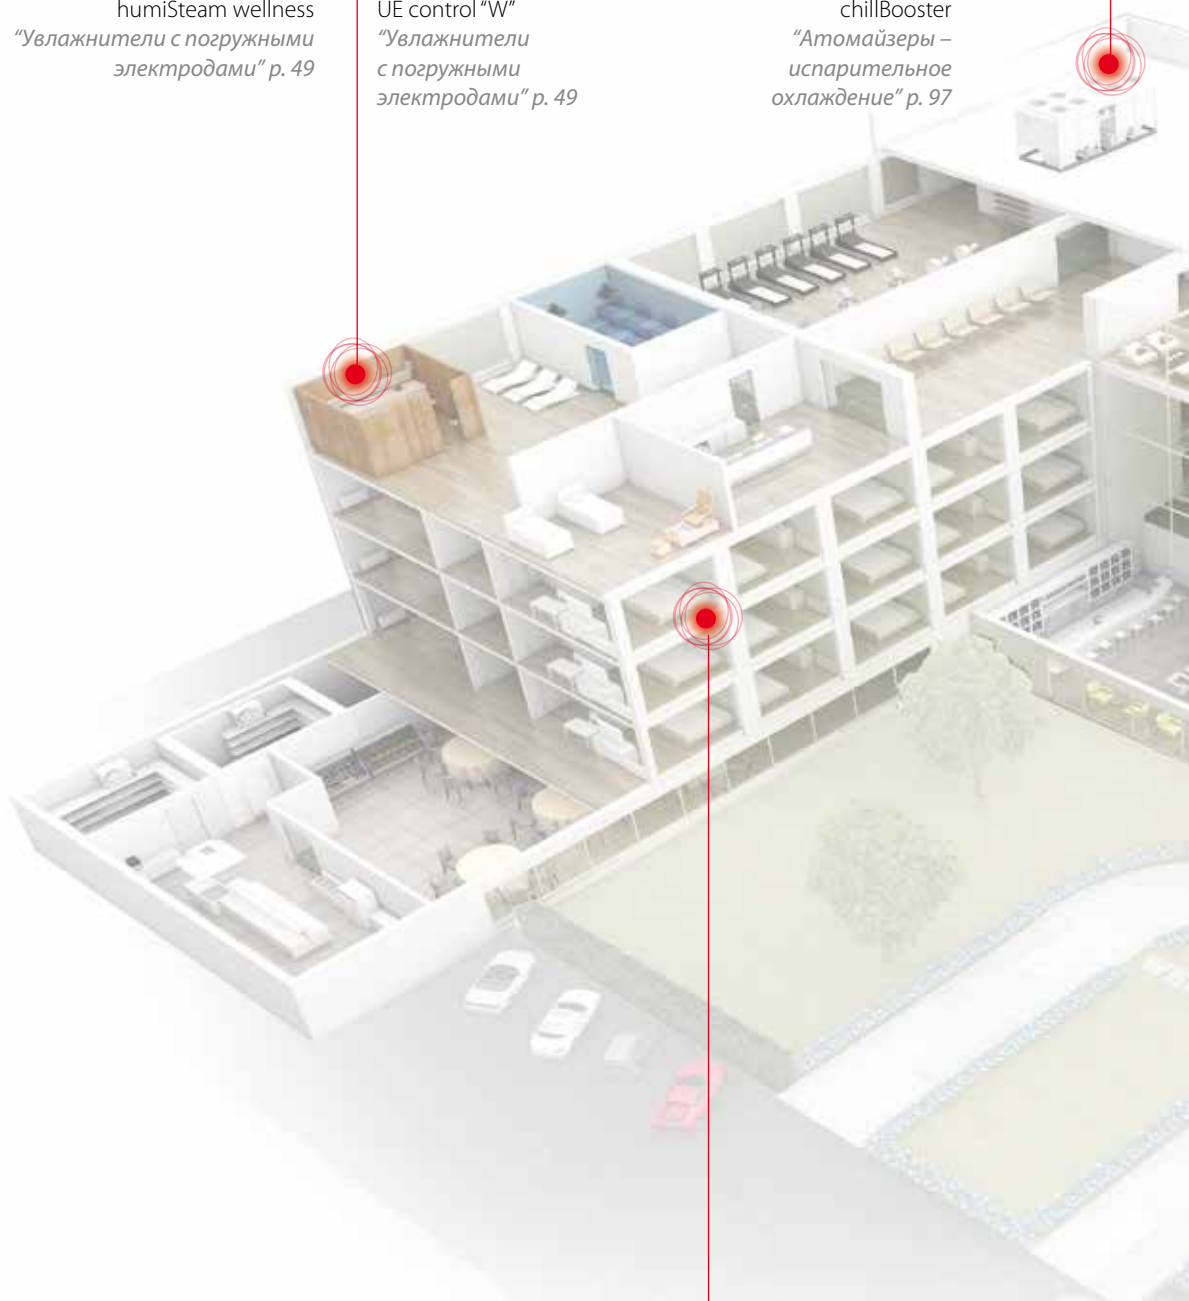 humiSteam wellness
“Увлажнители с погружными
электродами” p. 49
UE control “W”
“Увлажнители
с погружными
электродами” p. 49
chillBooster
“Атомайзеры –
испарительное
охлаждение” p. 97